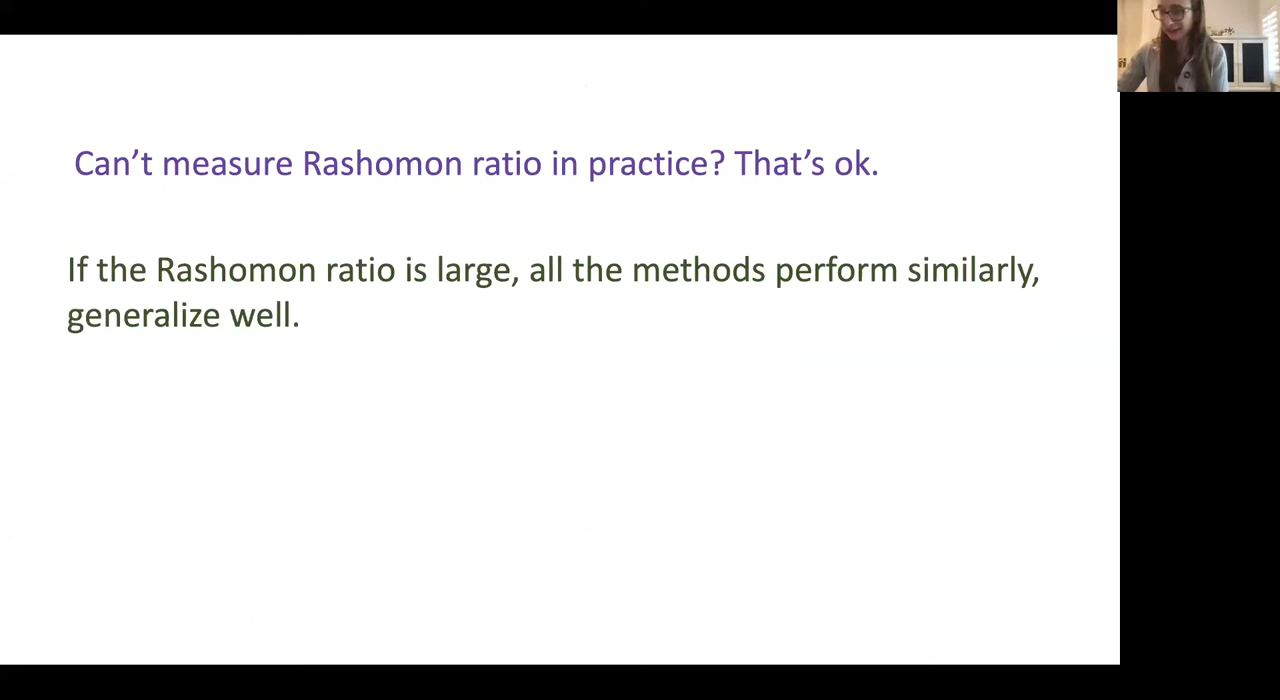 Can’t measure Rashomon ratio in practice? That’s ok.
If the Rashomon ratio is large, all the methods perform similarly,
generalize well.